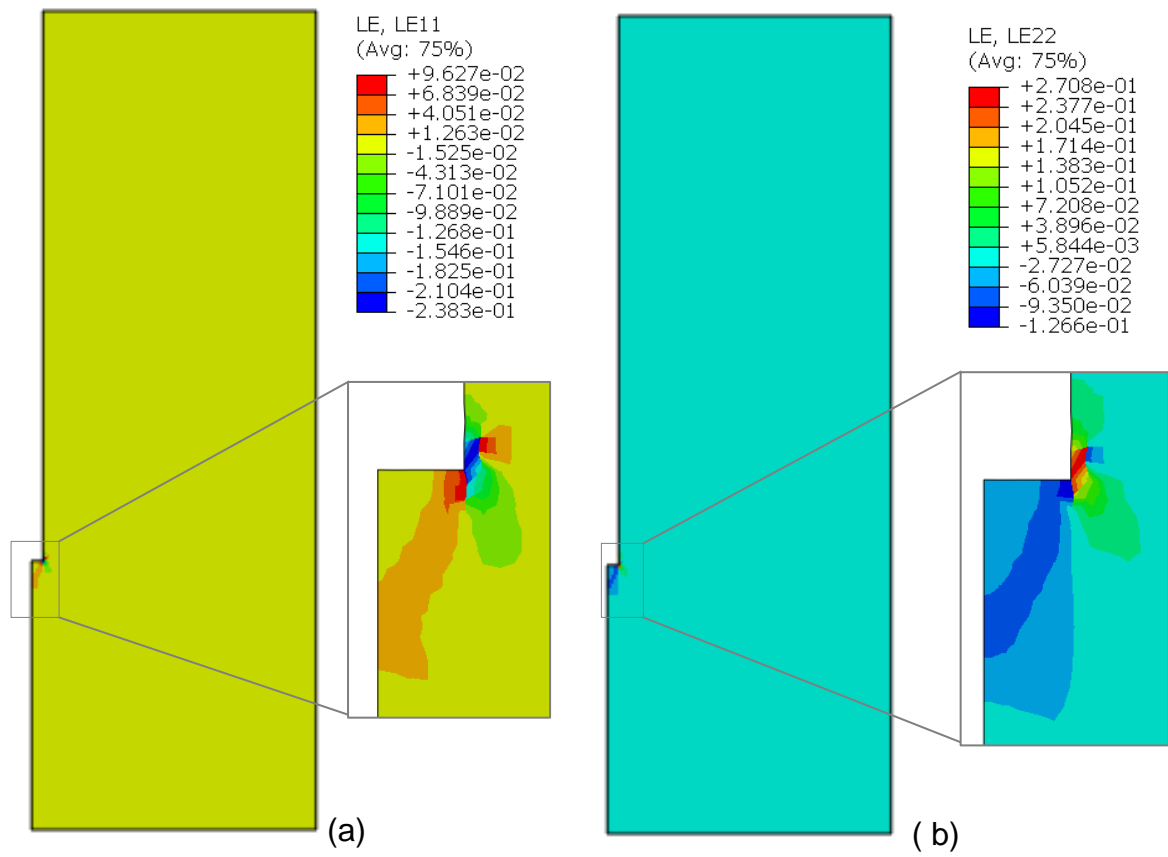 LE, LE11
(Avg: 75%)
+9.627e-02
+6.839e-02
+4.051e-02
+1.263e-02
-1.525e-02
-4.313e-02
-7.101e-02
-9.889e-02
-1.268e-01
-1.546e-01
-1.825e-01
-2.104e-01
-2.383e-01
LE, LE22
(Avg: 75%)
+2.708e-01
+2.377e-01
+2.045e-01
+1.714e-01
+1.383e-01
+1.052e-01
+7.208e-02
+3.896e-02
+5.844e-03
-2.727e-02
-6.039e-02
-9.350e-02
-1.266e-01
(a)
( b)